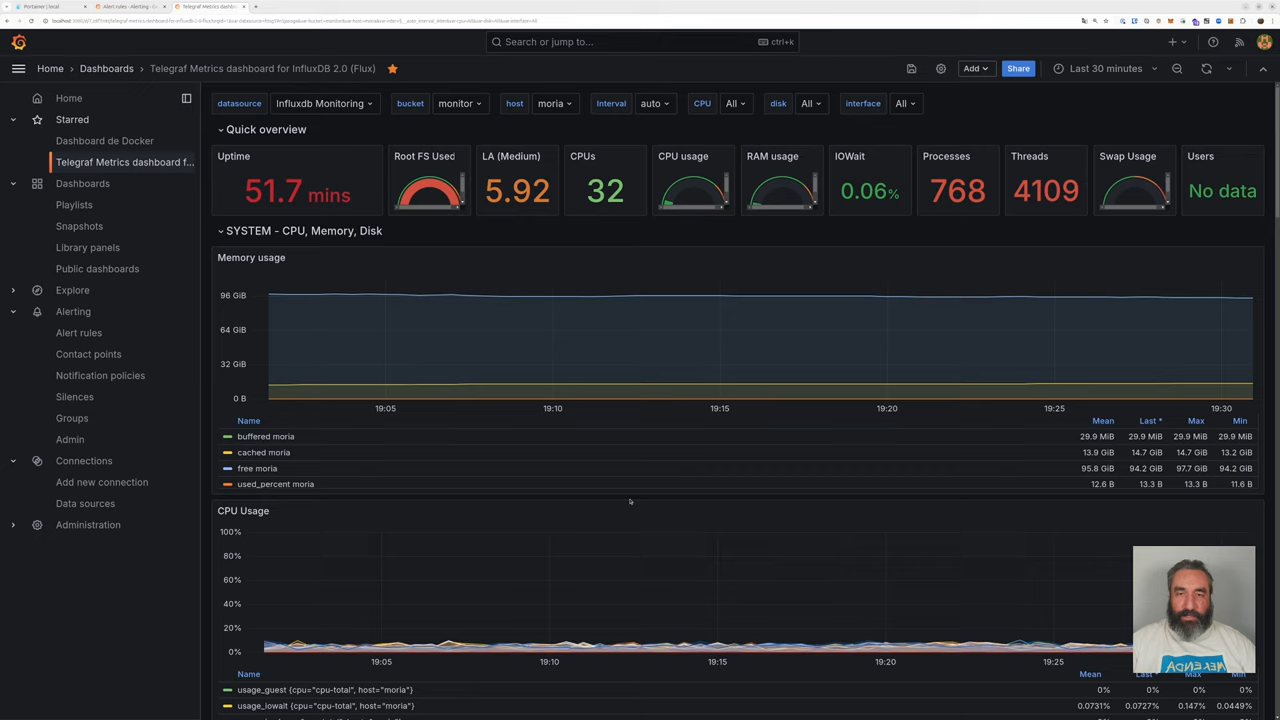 Portainer | local
Alert rules - Alerting - G
Telegraf Metrics dashbo
Search or jump to...
ctrl+k
Home › Dashboards › Telegraf Metrics dashboard for InfluxDB 2.0 (Flux)
Add
Share
Last 30 minutes
Home
Starred
Dashboard de Docker
Telegraf Metrics dashboard f...
Dashboards
Playlists
Snapshots
Library panels
Public dashboards
Explore
Alerting
Alert rules
Contact points
Notification policies
Silences
Groups
Admin
Connections
Add new connection
Data sources
Administration
datasource Influxdb Monitoring bucket monitor host moria Interval auto CPU All disk All interface All
Quick overview
Uptime
51.7 mins
Root FS Used
LA (Medium)
5.92
CPUs
32
CPU usage
RAM usage
IOWait
0.06%
Processes
768
Threads
4109
Swap Usage
Users
No data
SYSTEM - CPU, Memory, Disk
Memory usage
96 GiB
64 GiB
32 GiB
0 B
19:05 19:10 19:15 19:20 19:25 19:30
Name Mean Last * Max Min
buffered moria 29.9 MiB 29.9 MiB 29.9 MiB 29.9 MiB
cached moria 13.9 GiB 14.7 GiB 14.7 GiB 13.2 GiB
free moria 95.8 GiB 94.2 GiB 97.7 GiB 94.2 GiB
used_percent moria 12.6 B 13.3 B 13.3 B 11.6 B
CPU Usage
100%
80%
60%
40%
20%
0%
19:05 19:10 19:15 19:20 19:25
Name Mean Last * Max Min
usage_guest {cpu="cpu-total", host="moria"} 0% 0% 0% 0%
usage_iowait {cpu="cpu-total", host="moria"} 0.0731% 0.0727% 0.147% 0.0449%